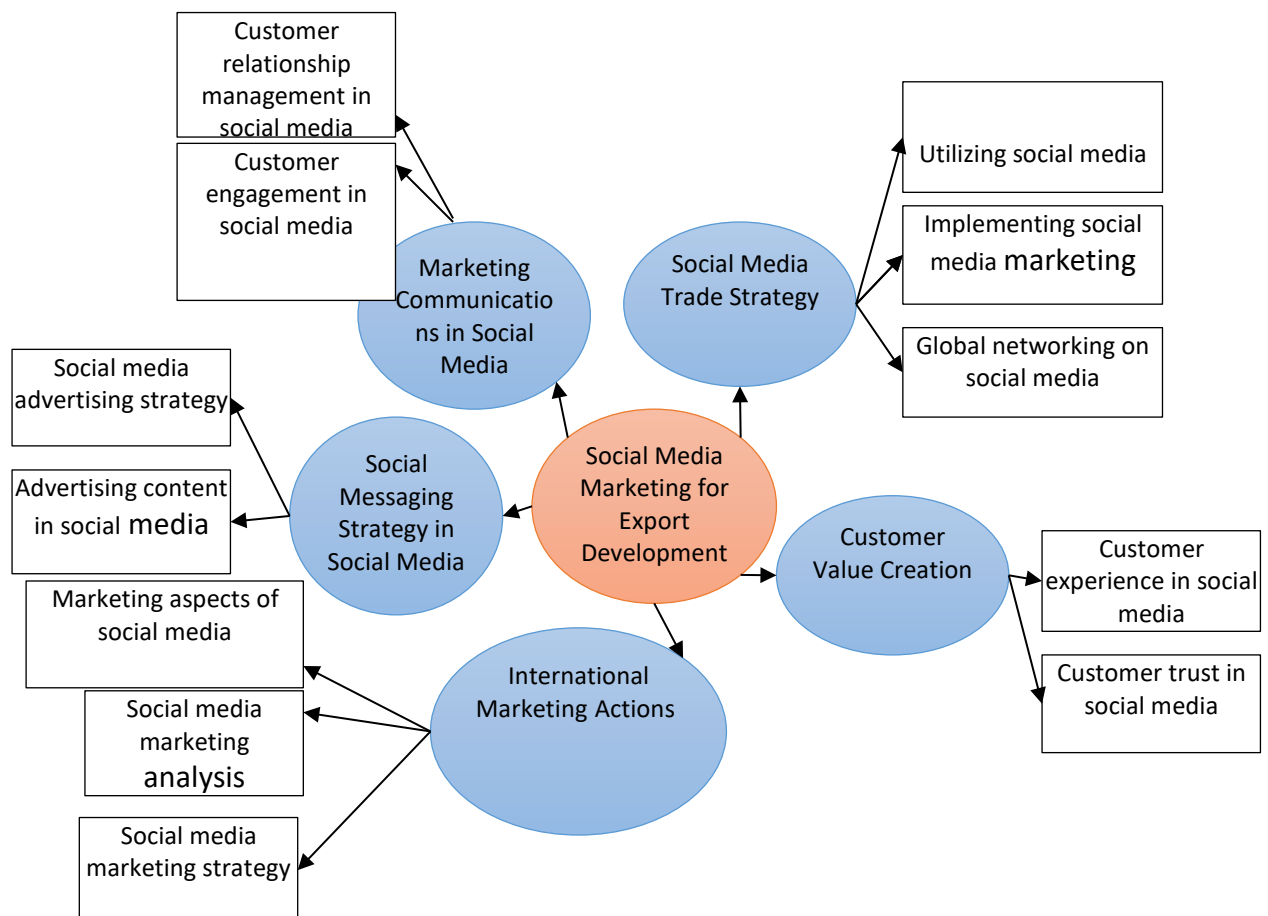 Customer
relationship
management in
social media
Customer
engagement in
social media
Marketing
Communicatio
ns in Social
Media
Social Media
Trade Strategy
Utilizing social media
Implementing social
media marketing
Global networking on
social media
Social media
advertising strategy
Advertising content
in social media
Social
Messaging
Strategy in
Social Media
Social Media
Marketing for
Export
Development
Customer
Value Creation
Customer
experience in social
media
Customer trust in
social media
Marketing aspects of
social media
Social media
marketing
analysis
Social media
marketing strategy
International
Marketing Actions